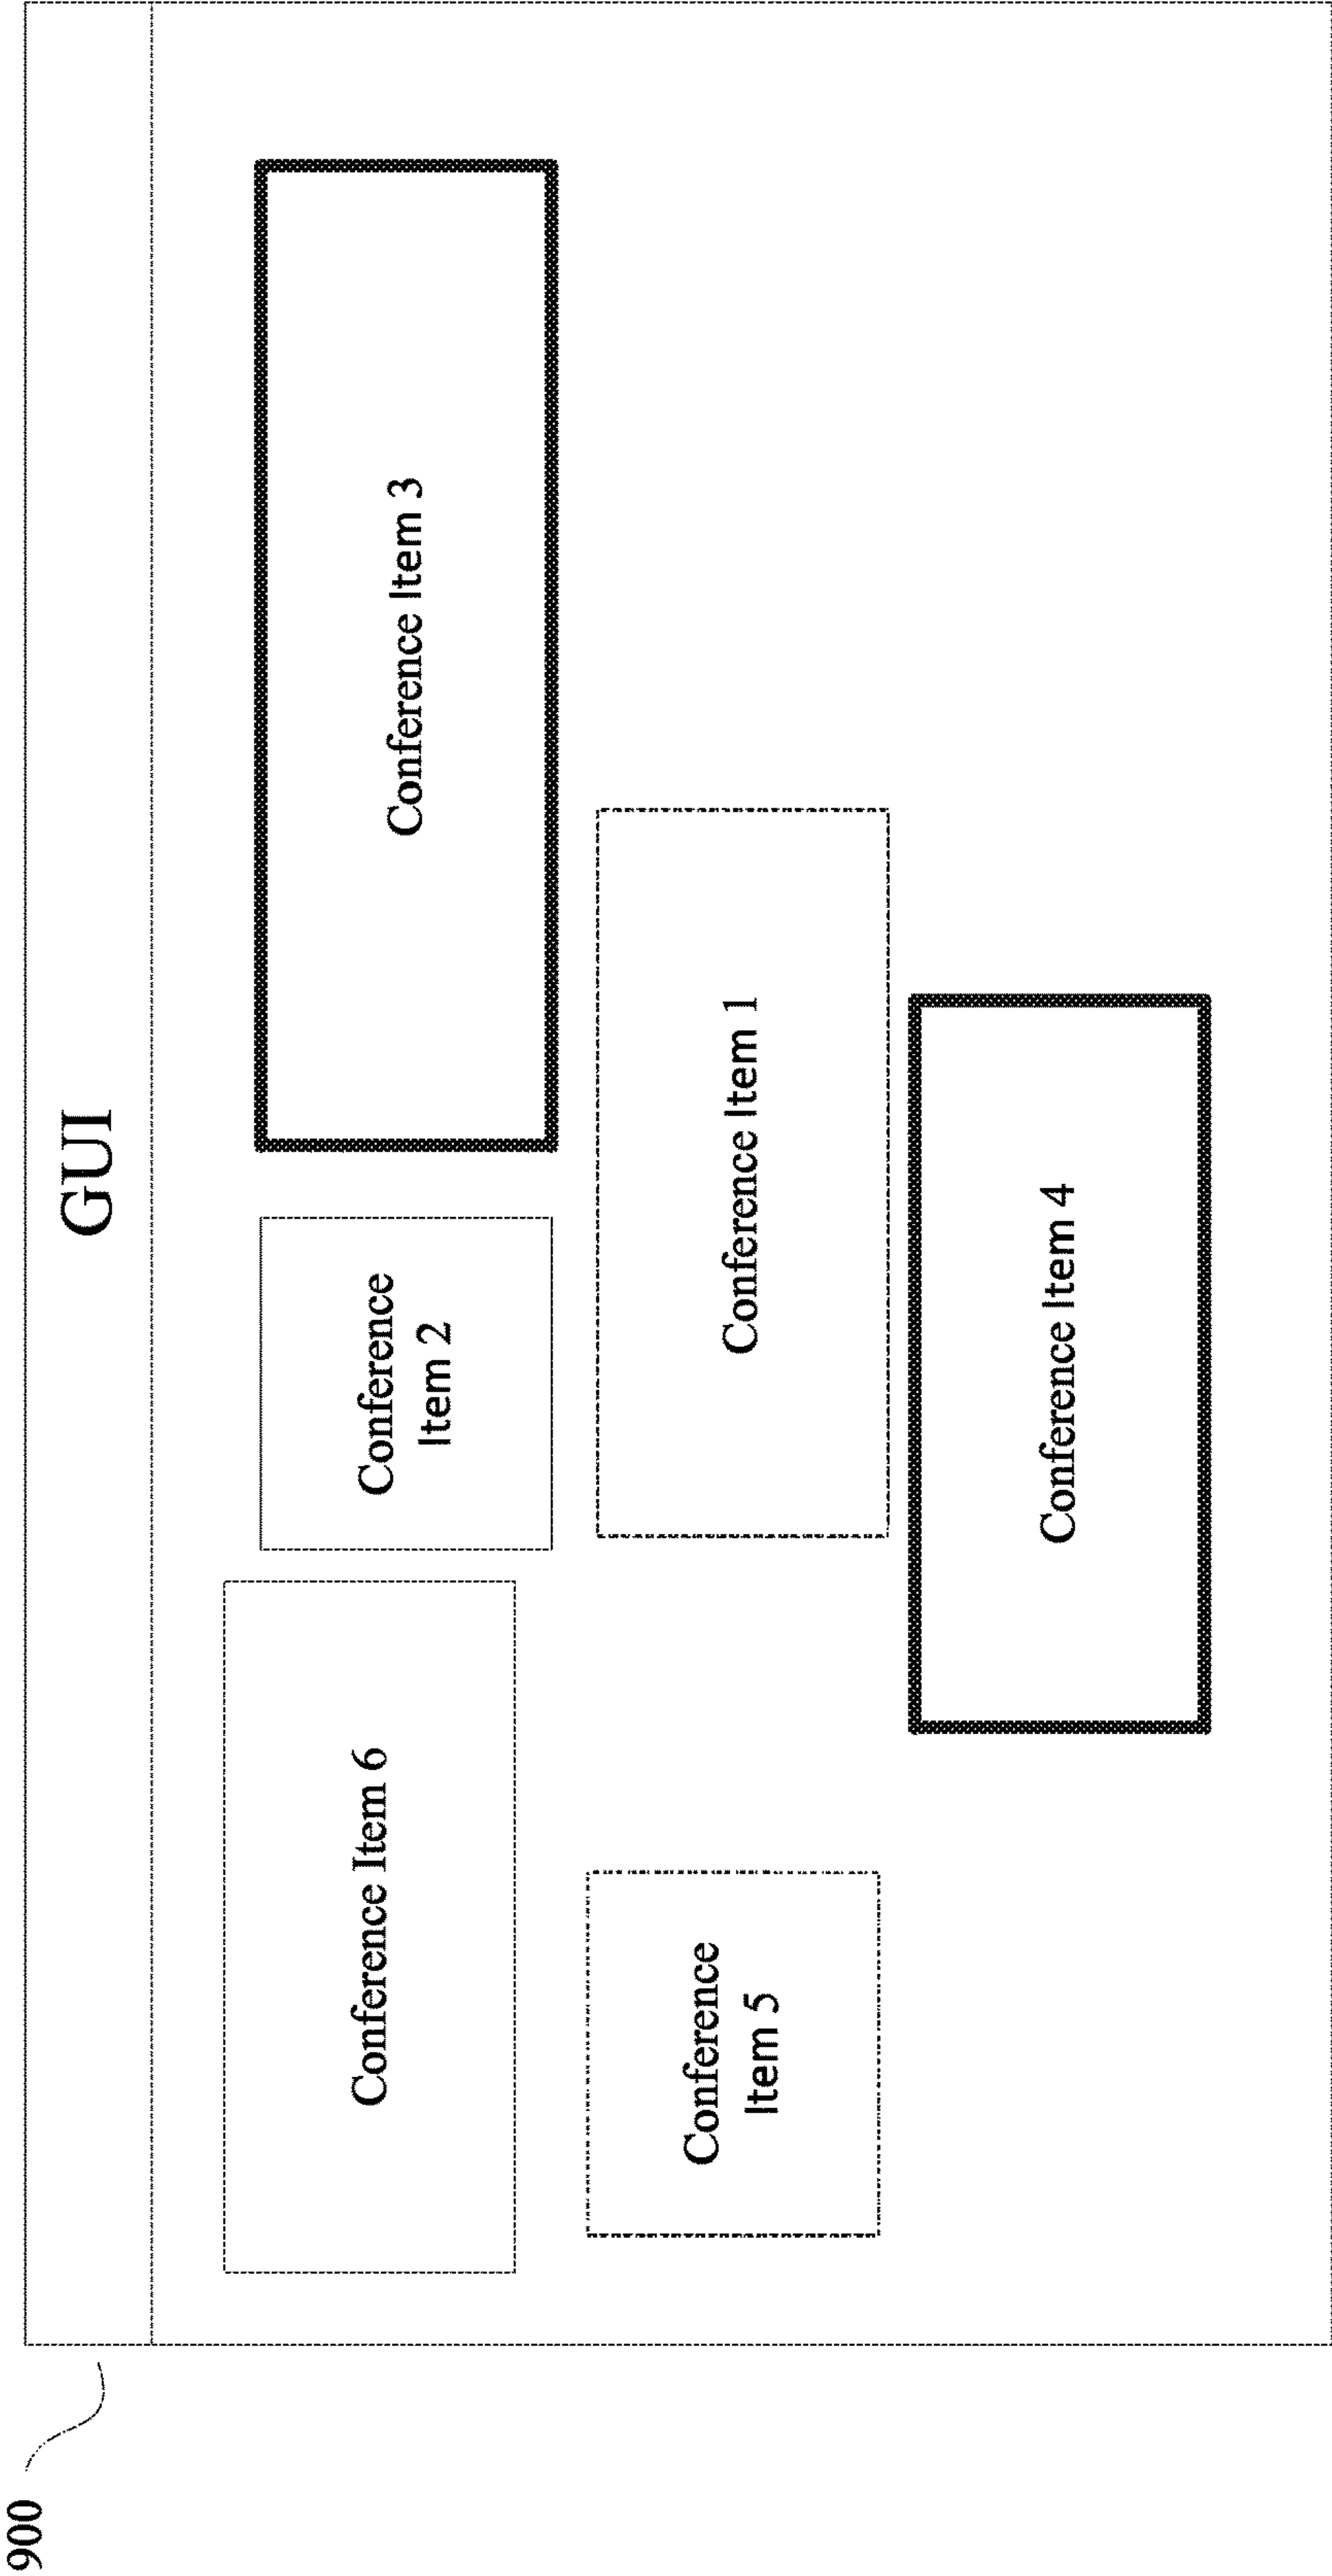 900
GUI
Conference Item 6
Conference
Item 2
Conference Item 3
Conference
Item 5
Conference Item 1
Conference Item 4